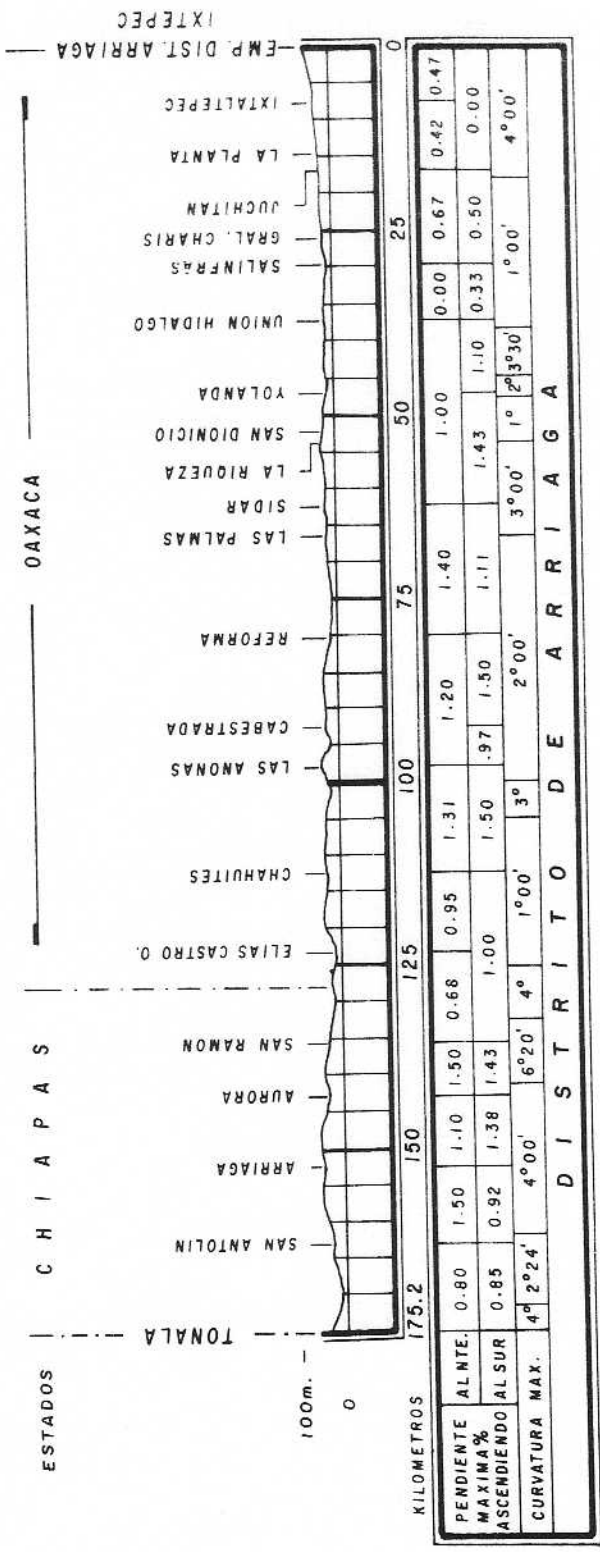 ESTADOS CHIAPAS OAXACA
TONALA
SAN ANTOLIN
ARRIAGA
AURORA
SAN RAMON
ELIAS CASTRO O.
CHAHUITES
LAS ANONAS
CABESTRADA
REFORMA
LAS PALMAS
SIDAR
LA RIQUEZA
SAN DIONICIO
YOLANDA
UNION HIDALGO
SALINFRAS
GRAL. CHARIS
JUCHITAN
LA PLANTA
IXTALTEPEC
EMP. DIST. ARRIAGA
IXTEPEC
100m.
0
KILOMETROS 175.2 150 125 100 75 50 25 0
PENDIENTE AL NTE. 0.80 1.50 1.10 1.50 0.68 0.95 1.31 1.20 1.40 1.00 0.00 0.67 0.42 0.47
MAXIMA%
ASCENDIENDO AL SUR 0.85 0.92 1.38 1.43 1.00 1.50 .97 1.50 1.11 1.43 1.10 0.33 0.50 0.00
CURVATURA MAX. 4° 2°24' 4°00' 6°20' 4° 1°00' 3° 2°00' 3°00' 1° 2° 3°30' 1°00' 4°00'
DISTRITO DE ARRIAGA